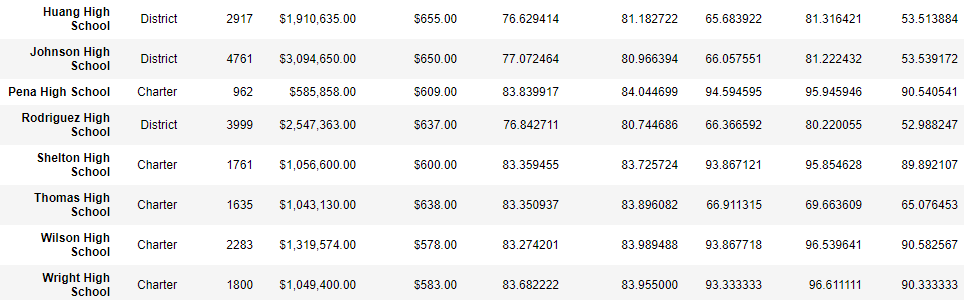 Huang High School District 2917 $1,910,635.00 $655.00 76.629414 81.182722 65.683922 81.316421 53.513884
Johnson High School District 4761 $3,094,650.00 $650.00 77.072464 80.966394 66.057551 81.222432 53.539172
Pena High School Charter 962 $585,858.00 $609.00 83.839917 84.044699 94.594595 95.945946 90.540541
Rodriguez High School District 3999 $2,547,363.00 $637.00 76.842711 80.744686 66.366592 80.220055 52.988247
Shelton High School Charter 1761 $1,056,600.00 $600.00 83.359455 83.725724 93.867121 95.854628 89.892107
Thomas High School Charter 1635 $1,043,130.00 $638.00 83.350937 83.896082 66.911315 69.663609 65.076453
Wilson High School Charter 2283 $1,319,574.00 $578.00 83.274201 83.989488 93.867718 96.539641 90.582567
Wright High School Charter 1800 $1,049,400.00 $583.00 83.682222 83.955000 93.333333 96.611111 90.333333